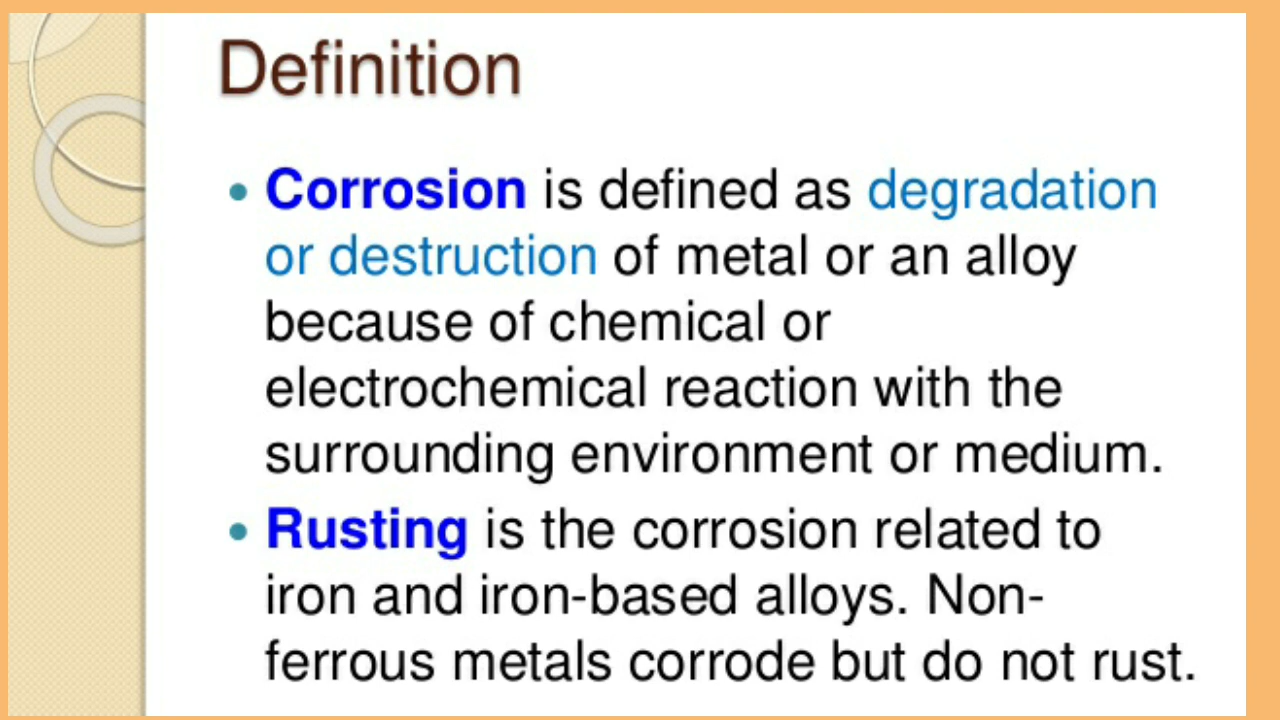 Definition
• Corrosion is defined as degradation
or destruction of metal or an alloy
because of chemical or
electrochemical reaction with the
surrounding environment or medium.
• Rusting is the corrosion related to
iron and iron-based alloys. Non-
ferrous metals corrode but do not rust.